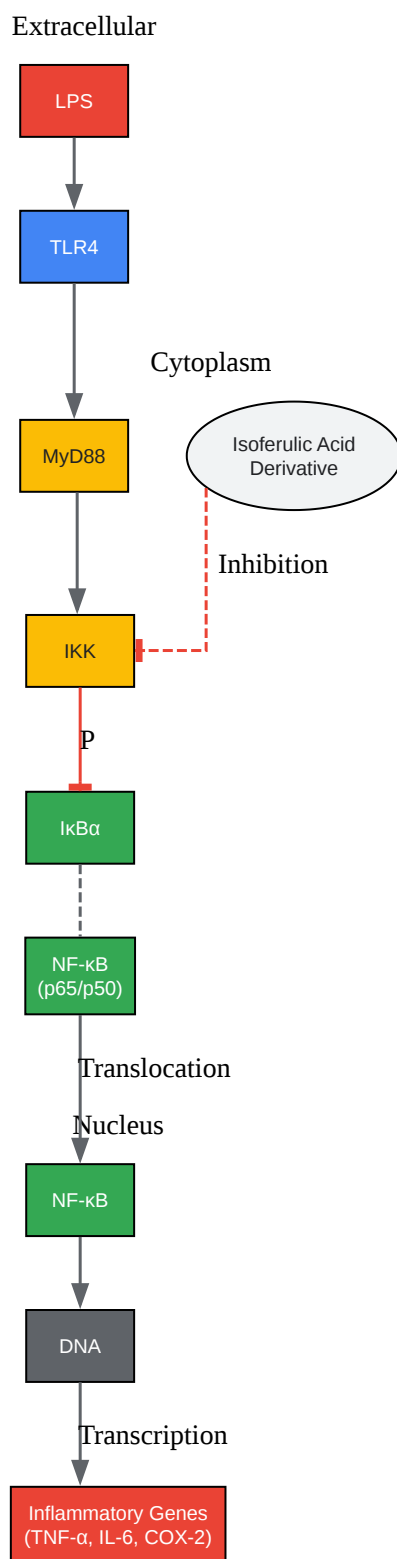 Extracellular
LPS
TLR4
Cytoplasm
MyD88
Isoferulic Acid
Derivative
Inhibition
IKK
P
IκBα
NF-κB
(p65/p50)
Translocation
Nucleus
NF-κB
DNA
Transcription
Inflammatory Genes
(TNF-α, IL-6, COX-2)